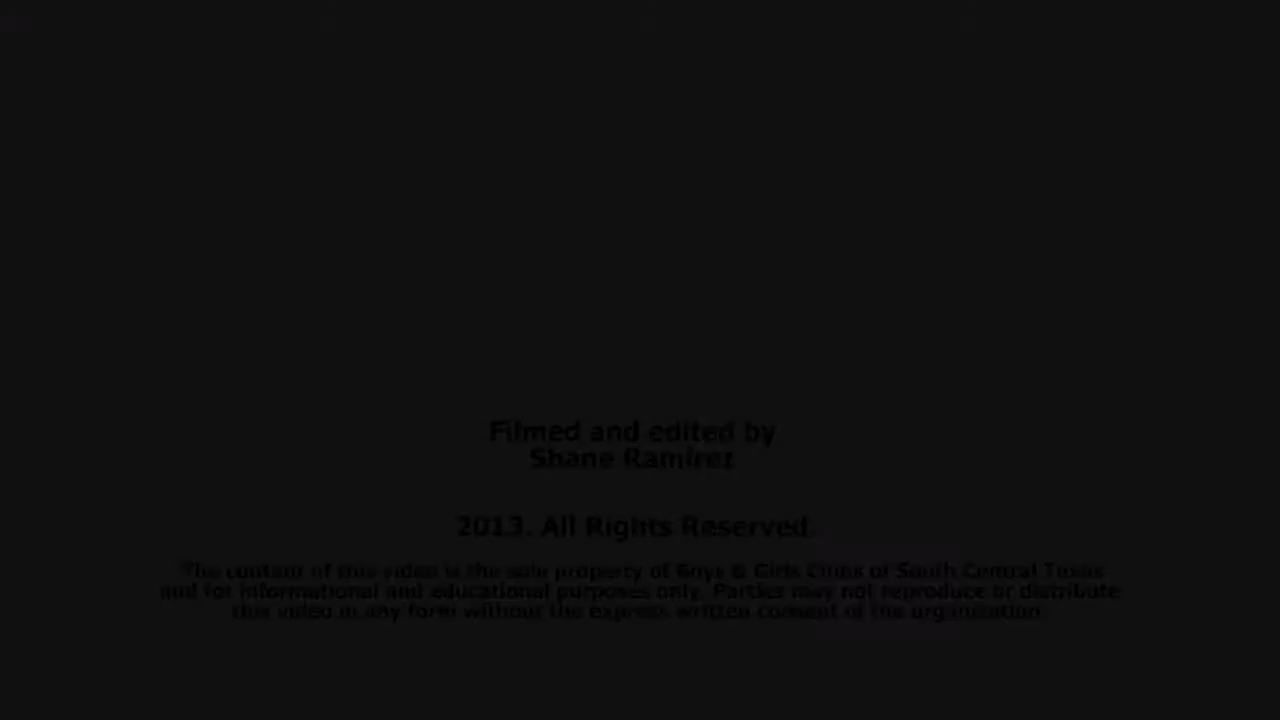 Filmed and edited by
Shane Ramirez
2013. All Rights Reserved.
The content of this video is the sole property of Boys & Girls Clubs of South Central Texas
and for informational and educational purposes only. Parties may not reproduce or distribute
this video in any form without the express written consent of the organization.